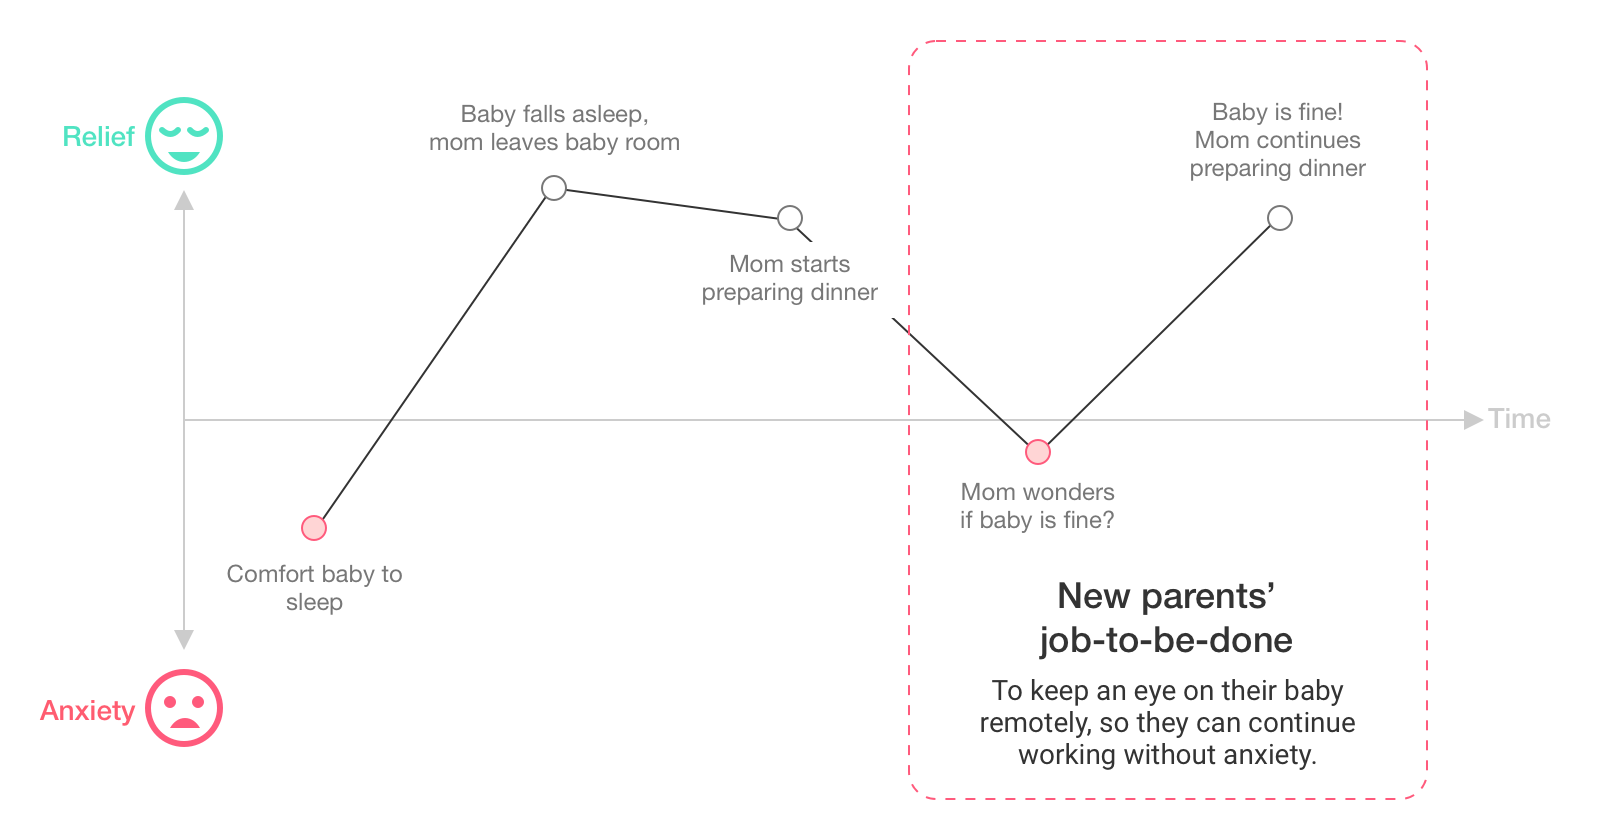 Relief
Baby falls asleep,
mom leaves baby room
Mom starts
preparing dinner
Baby is fine!
Mom continues
preparing dinner
Time
Comfort baby to
sleep
Mom wonders
if baby is fine?
Anxiety
New parents’
job-to-be-done
To keep an eye on their baby
remotely, so they can continue
working without anxiety.